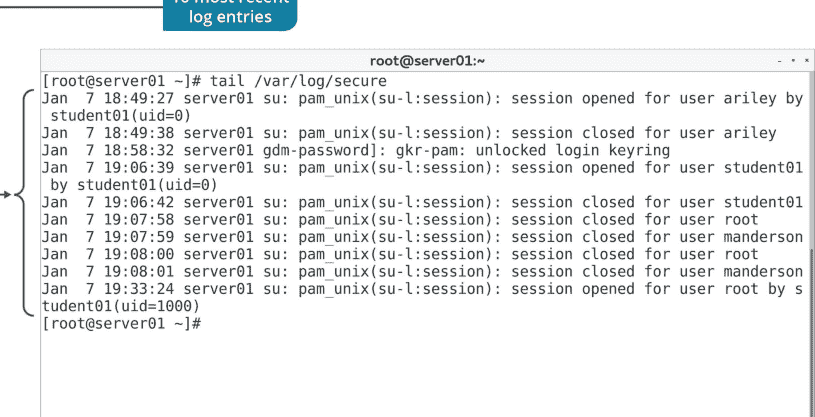 10 most recent
log entries
root@server01:~
[root@server01 ~]# tail /var/log/secure
Jan  7 18:49:27 server01 su: pam_unix(su-l:session): session opened for user ariley by
 student01(uid=0)
Jan  7 18:49:38 server01 su: pam_unix(su-l:session): session closed for user ariley
Jan  7 18:58:32 server01 gdm-password]: gkr-pam: unlocked login keyring
Jan  7 19:06:39 server01 su: pam_unix(su-l:session): session opened for user student01
 by student01(uid=0)
Jan  7 19:06:42 server01 su: pam_unix(su-l:session): session closed for user student01
Jan  7 19:07:58 server01 su: pam_unix(su-l:session): session closed for user root
Jan  7 19:07:59 server01 su: pam_unix(su-l:session): session closed for user manderson
Jan  7 19:08:00 server01 su: pam_unix(su-l:session): session closed for user root
Jan  7 19:08:01 server01 su: pam_unix(su-l:session): session closed for user manderson
Jan  7 19:33:24 server01 su: pam_unix(su-l:session): session opened for user root by s
tudent01(uid=1000)
[root@server01 ~]#